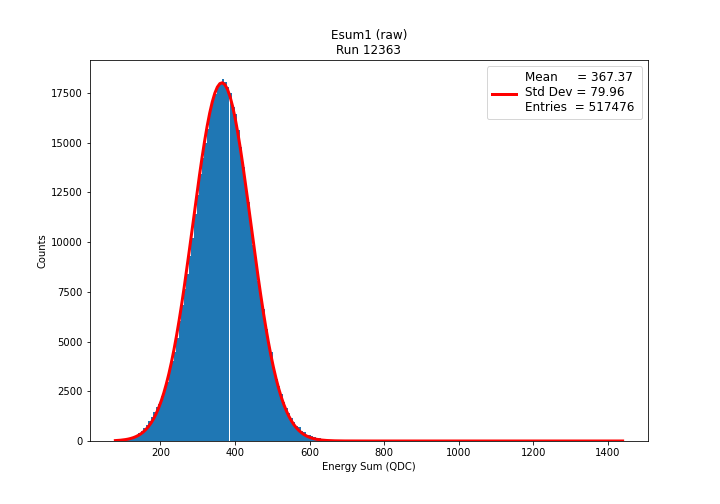 Esum1 (raw)
Run 12363
Mean = 367.37
Std Dev = 79.96
Entries = 517476
Counts
17500
15000
12500
10000
7500
5000
2500
0
200 400 600 800 1000 1200 1400
Energy Sum (QDC)